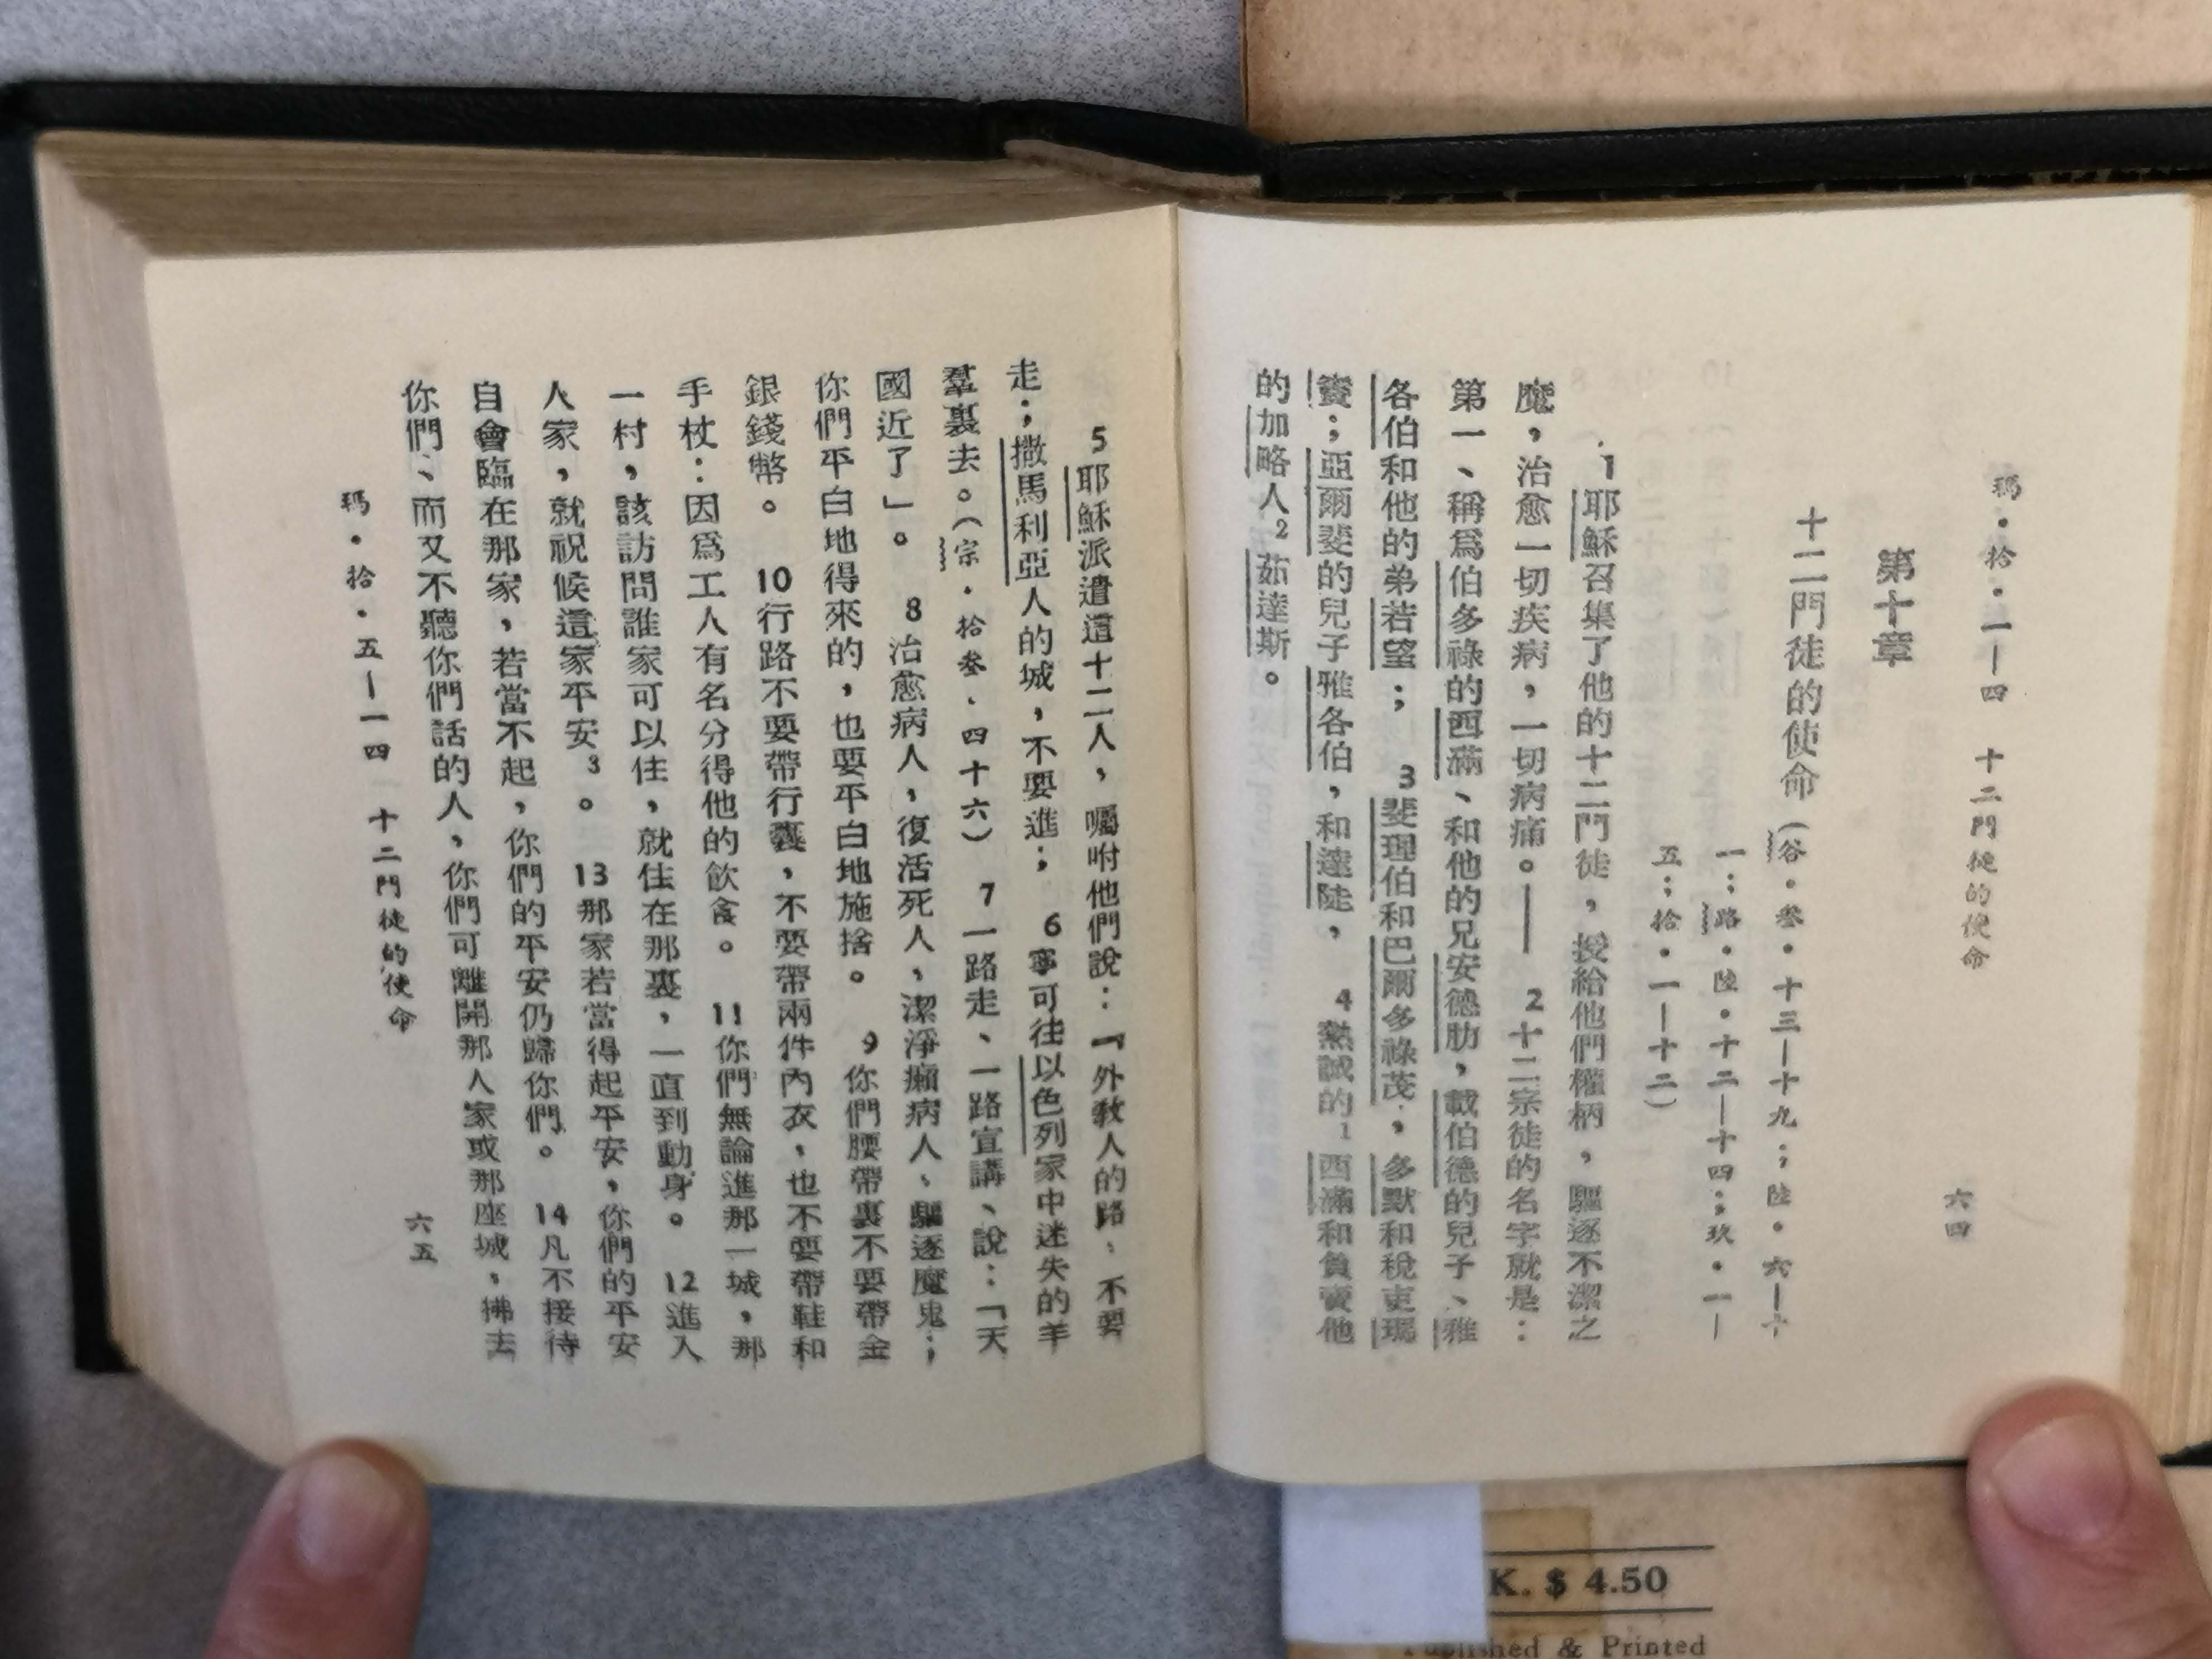 瑪・拾・一—四　十二門徒的使命　六四
第十章
十二門徒的使命（谷・叁・十三—十九；陸・六—十
一；路・陸・十二—十四；玖・一—
五；拾・一—十二）
1耶穌召集了他的十二門徒，授給他們權柄，驅逐不潔之
魔，治愈一切疾病，一切病痛。——2十二宗徒的名字就是：
第一、稱爲伯多祿的西滿、和他的兄安德肋，載伯德的兒子、雅
各伯和他的弟若望；3斐理伯和巴爾多祿茂；多默和稅吏瑪
竇；亞爾斐的兒子雅各伯，和達陡，4熱誠的1西滿和負賣他
的加略人2茹達斯。
5耶穌派遣這十二人，囑咐他們說：『外敎人的路、不要
走；撒馬利亞人的城，不要進；6寧可往以色列家中迷失的羊
羣裏去。（宗・拾叁・四十六）7一路走、一路宣講、說：「天
國近了」。8治愈病人，復活死人，潔淨癩病人、驅逐魔鬼；
你們平白地得來的，也要平白地施捨。9你們腰帶裏不要帶金
銀錢幣。10行路不要帶行囊，不要帶兩件內衣，也不要帶鞋和
手杖：因爲工人有名分得他的飲食。11你們無論進那一城，那
一村，該訪問誰家可以住，就住在那裏，一直到動身。12進入
人家，就祝候這家平安3。13那家若當得起平安，你們的平安
自會臨在那家，若當不起，你們的平安仍歸你們。14凡不接待
你們、而又不聽你們話的人，你們可離開那人家或那座城，拂去
瑪・拾・五—一四　十二門徒的使命　六五
K. $ 4.50
Published & Printed